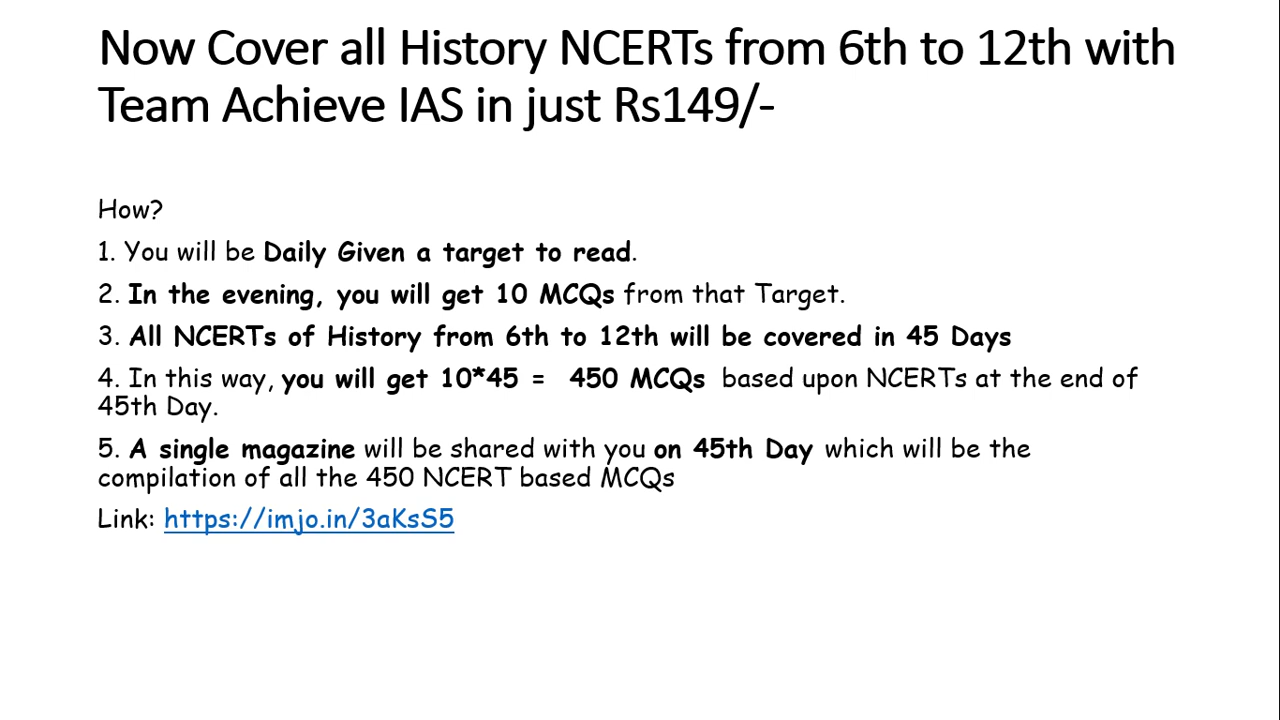 Now Cover all History NCERTs from 6th to 12th with
Team Achieve IAS in just Rs149/-
How?
1. You will be Daily Given a target to read.
2. In the evening, you will get 10 MCQs from that Target.
3. All NCERTs of History from 6th to 12th will be covered in 45 Days
4. In this way, you will get 10*45 =  450 MCQs  based upon NCERTs at the end of
45th Day.
5. A single magazine will be shared with you on 45th Day which will be the
compilation of all the 450 NCERT based MCQs
Link: https://imjo.in/3aKsS5